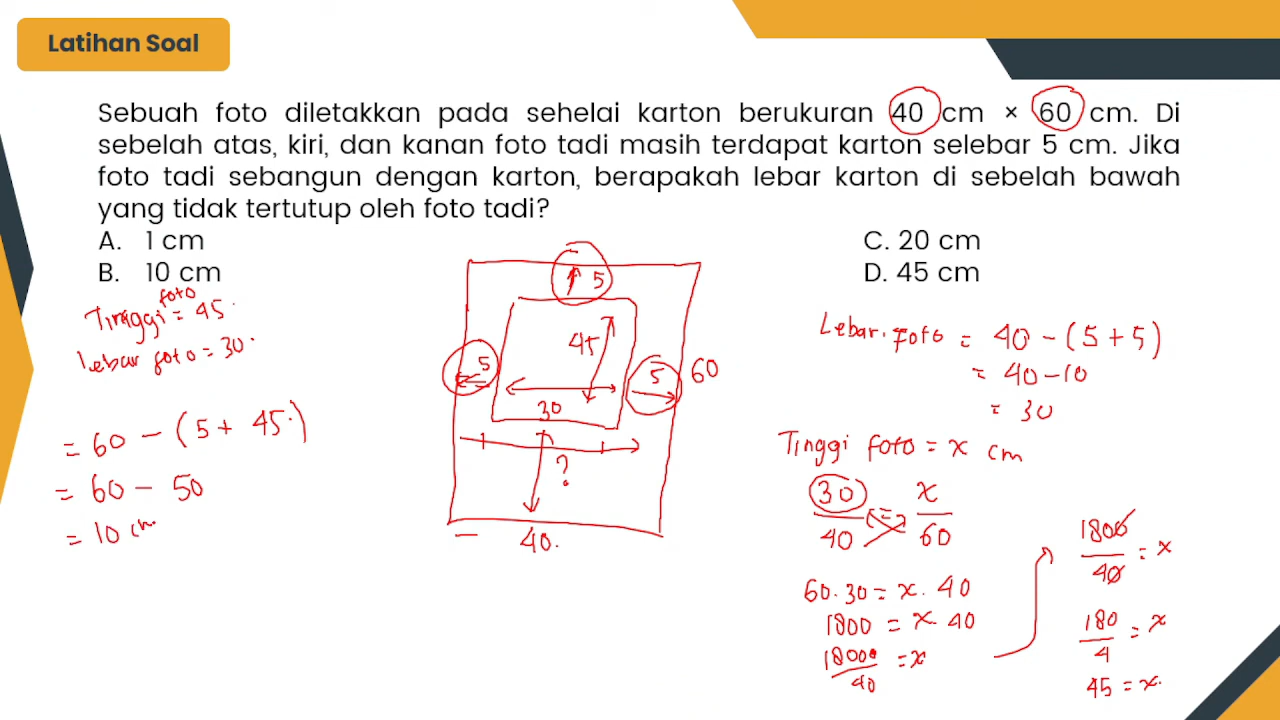 Latihan Soal
Sebuah foto diletakkan pada sehelai karton berukuran 40 cm × 60 cm. Di
sebelah atas, kiri, dan kanan foto tadi masih terdapat karton selebar 5 cm. Jika
foto tadi sebangun dengan karton, berapakah lebar karton di sebelah bawah
yang tidak tertutup oleh foto tadi?
A. 1 cm
B. 10 cm
C. 20 cm
D. 45 cm
Tinggi foto = 45
Lebar foto = 30
= 60 - (5 + 45)
= 60 - 50
= 10 cm
5
5
45
5
60
30
?
40
Lebar Foto = 40 - (5 + 5)
= 40 - 10
= 30
Tinggi foto = x cm
30/40 = x/60
60 . 30 = x . 40
1800 = x 40
1800/40 = x
1800/40 = x
180/4 = x
45 = x